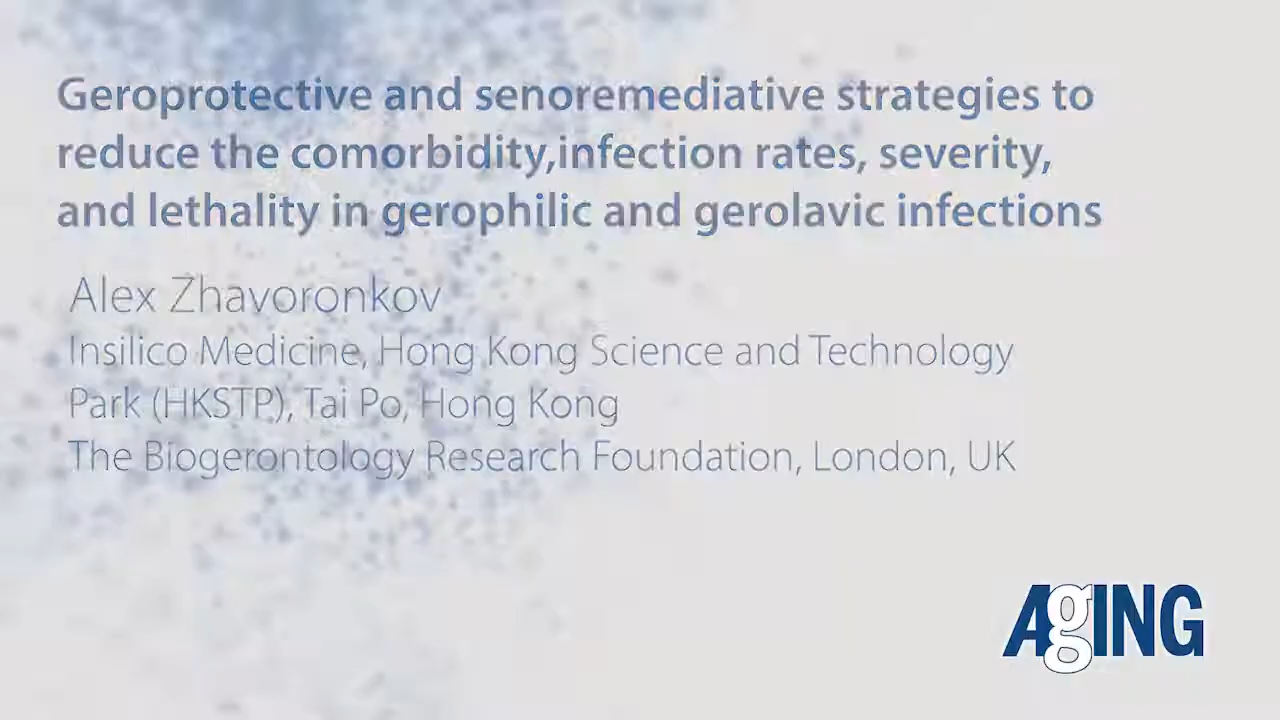 Geroprotective and senoremediative strategies to
reduce the comorbidity,infection rates, severity,
and lethality in gerophilic and gerolavic infections
Alex Zhavoronkov
Insilico Medicine, Hong Kong Science and Technology
Park (HKSTP), Tai Po, Hong Kong
The Biogerontology Research Foundation, London, UK
AgING